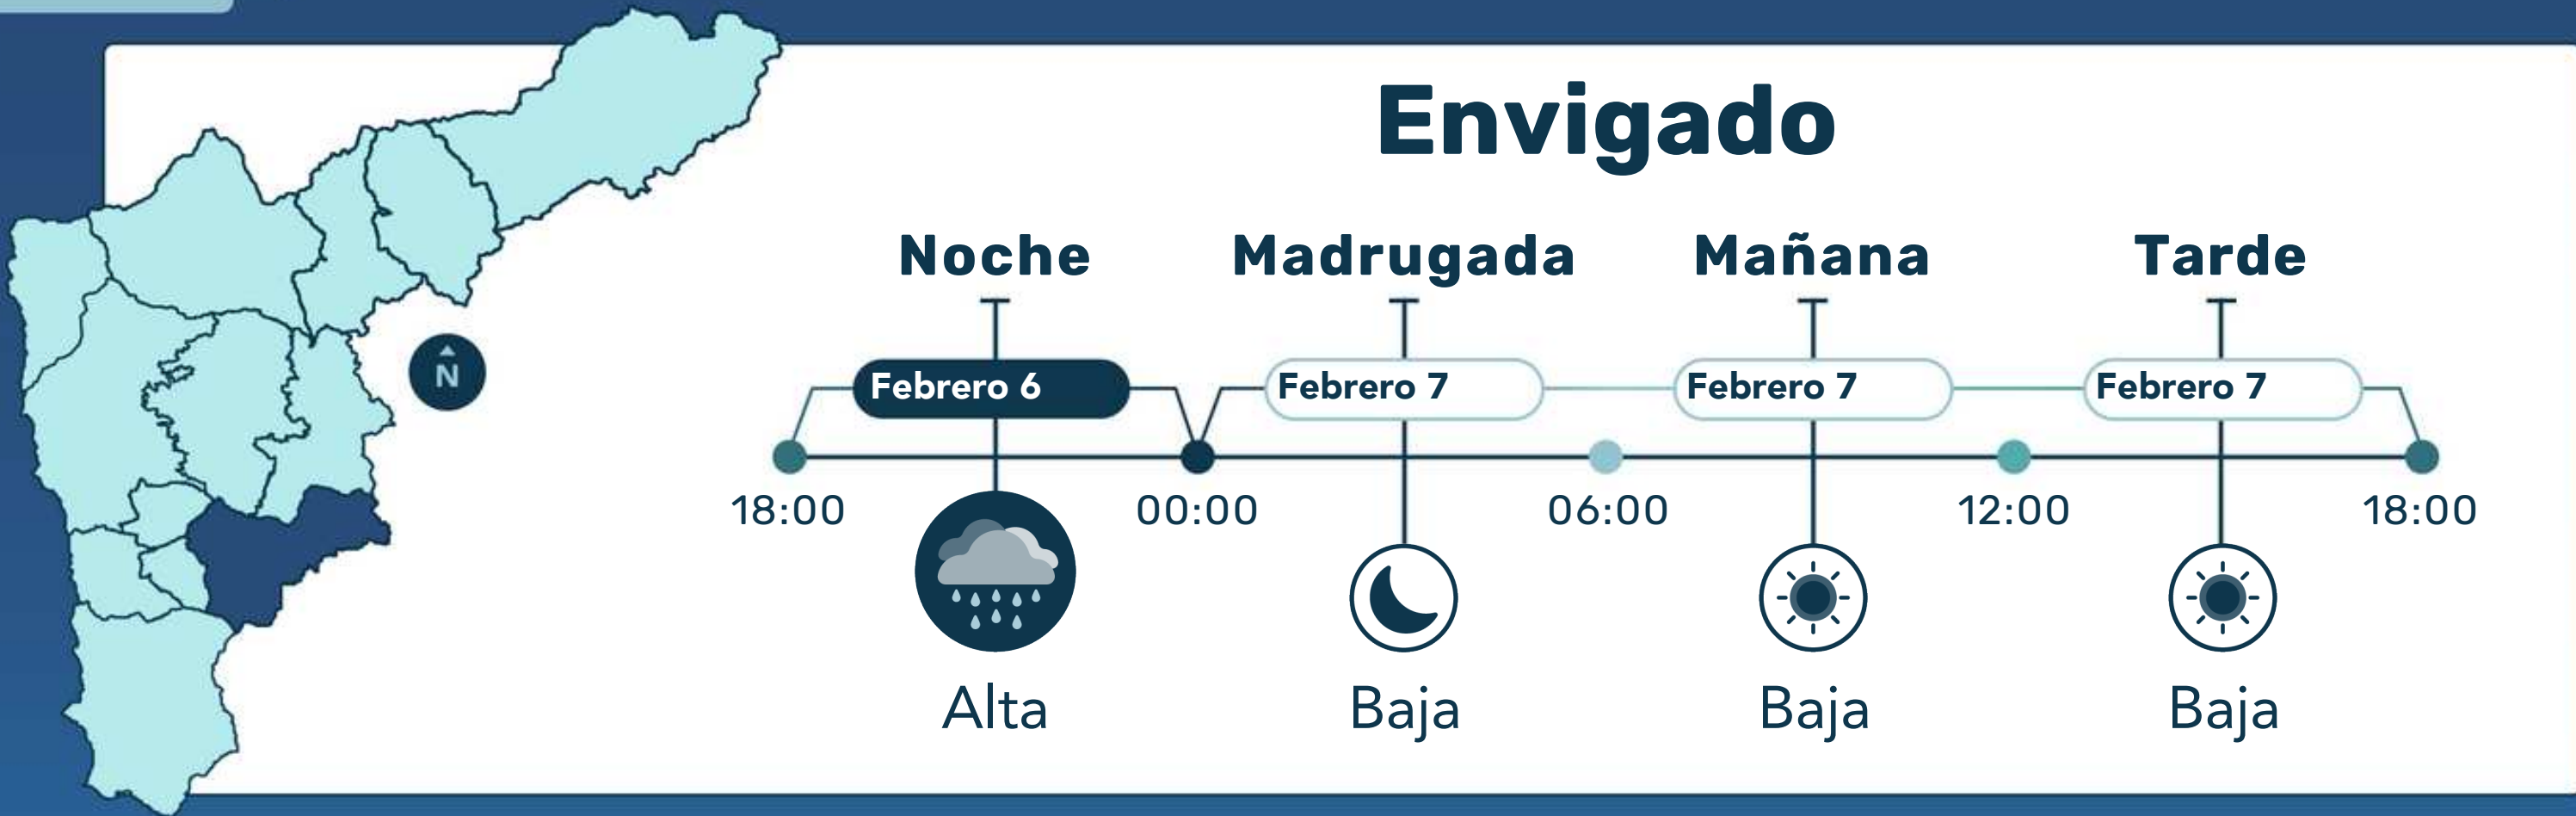 Envigado
Noche Madrugada Mañana Tarde
Febrero 6 Febrero 7 Febrero 7 Febrero 7
N
18:00 00:00 06:00 12:00 18:00
Alta Baja Baja Baja